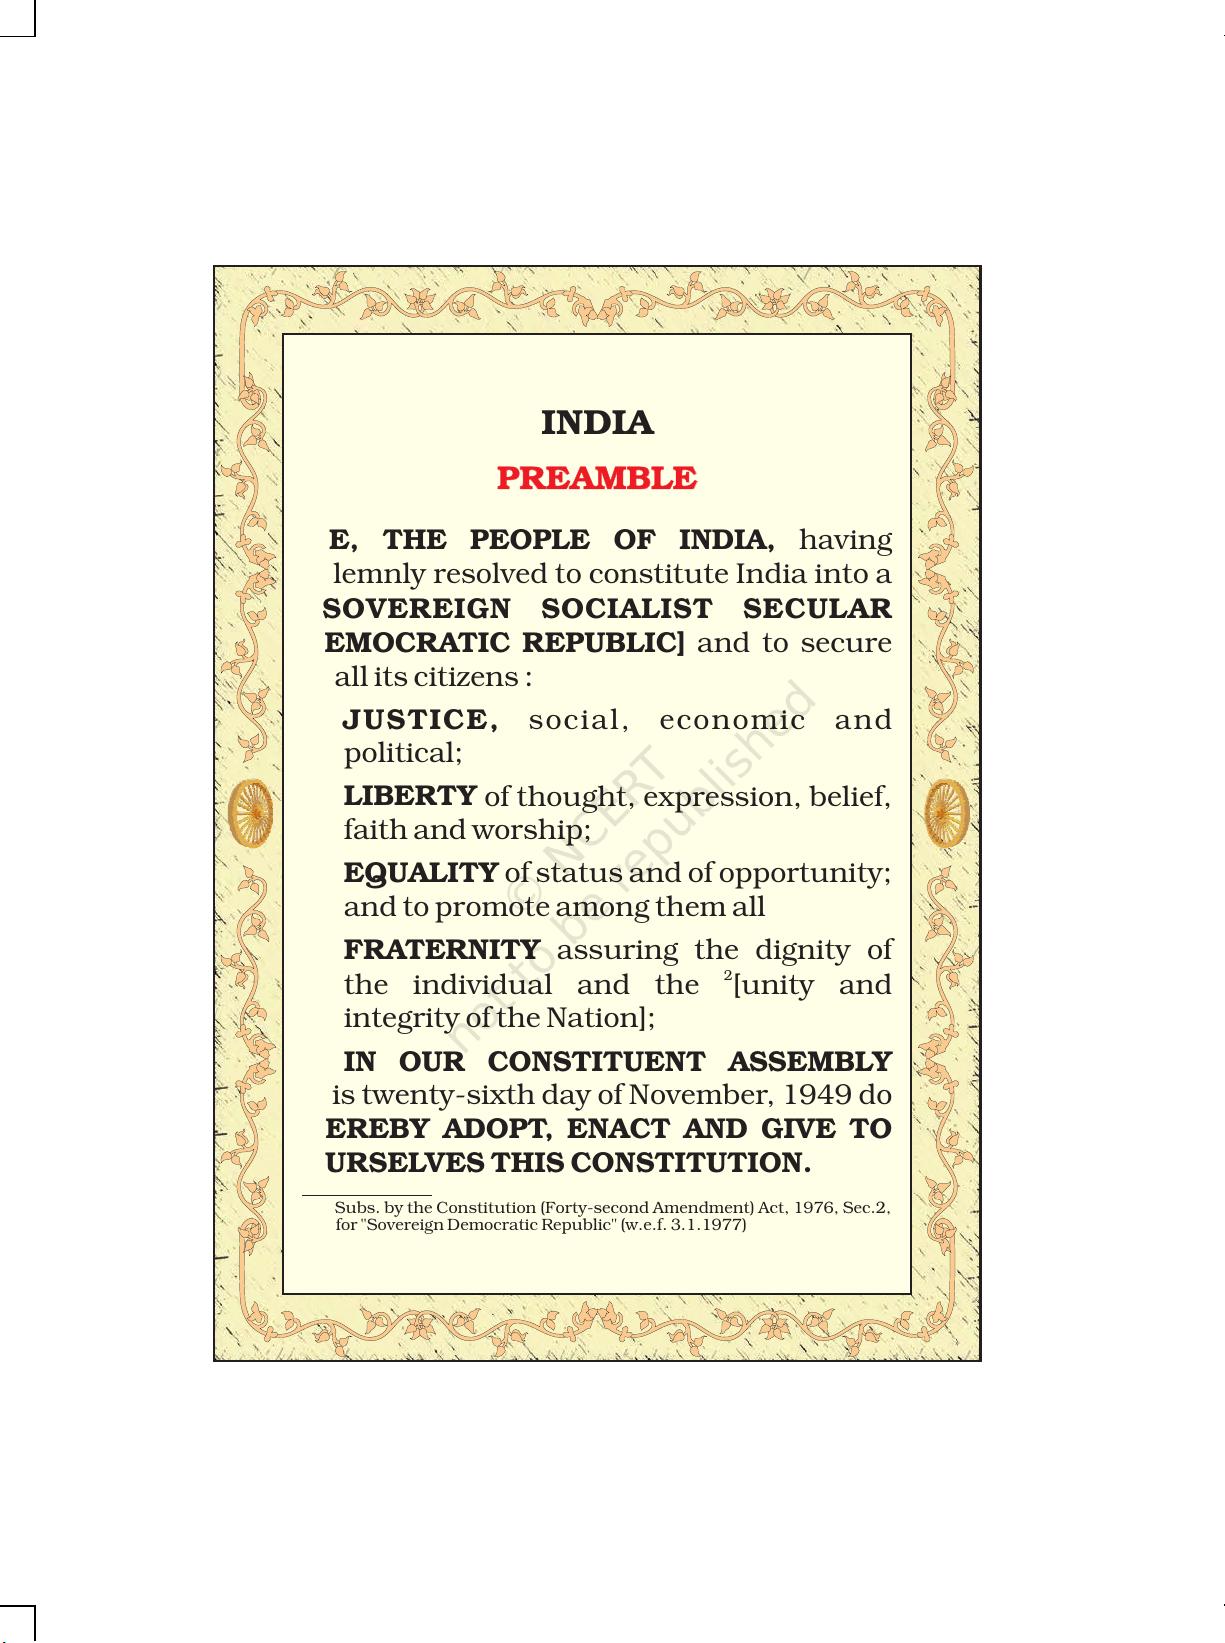 INDIA
PREAMBLE
E, THE PEOPLE OF INDIA, having
lemnly resolved to constitute India into a
SOVEREIGN SOCIALIST SECULAR
EMOCRATIC REPUBLIC] and to secure
all its citizens :
JUSTICE, social, economic and
political;
LIBERTY of thought, expression, belief,
faith and worship;
EQUALITY of status and of opportunity;
and to promote among them all
FRATERNITY assuring the dignity of
the individual and the ²[unity and
integrity of the Nation];
IN OUR CONSTITUENT ASSEMBLY
is twenty-sixth day of November, 1949 do
EREBY ADOPT, ENACT AND GIVE TO
URSELVES THIS CONSTITUTION.
Subs. by the Constitution (Forty-second Amendment) Act, 1976, Sec.2,
for "Sovereign Democratic Republic" (w.e.f. 3.1.1977)
© NCERT
not to be republished